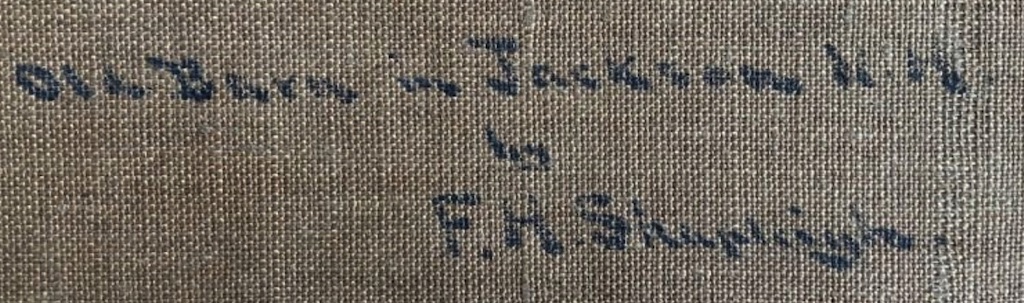 Old Barn in Jackson N.H.
by
F.H. Shapleigh.